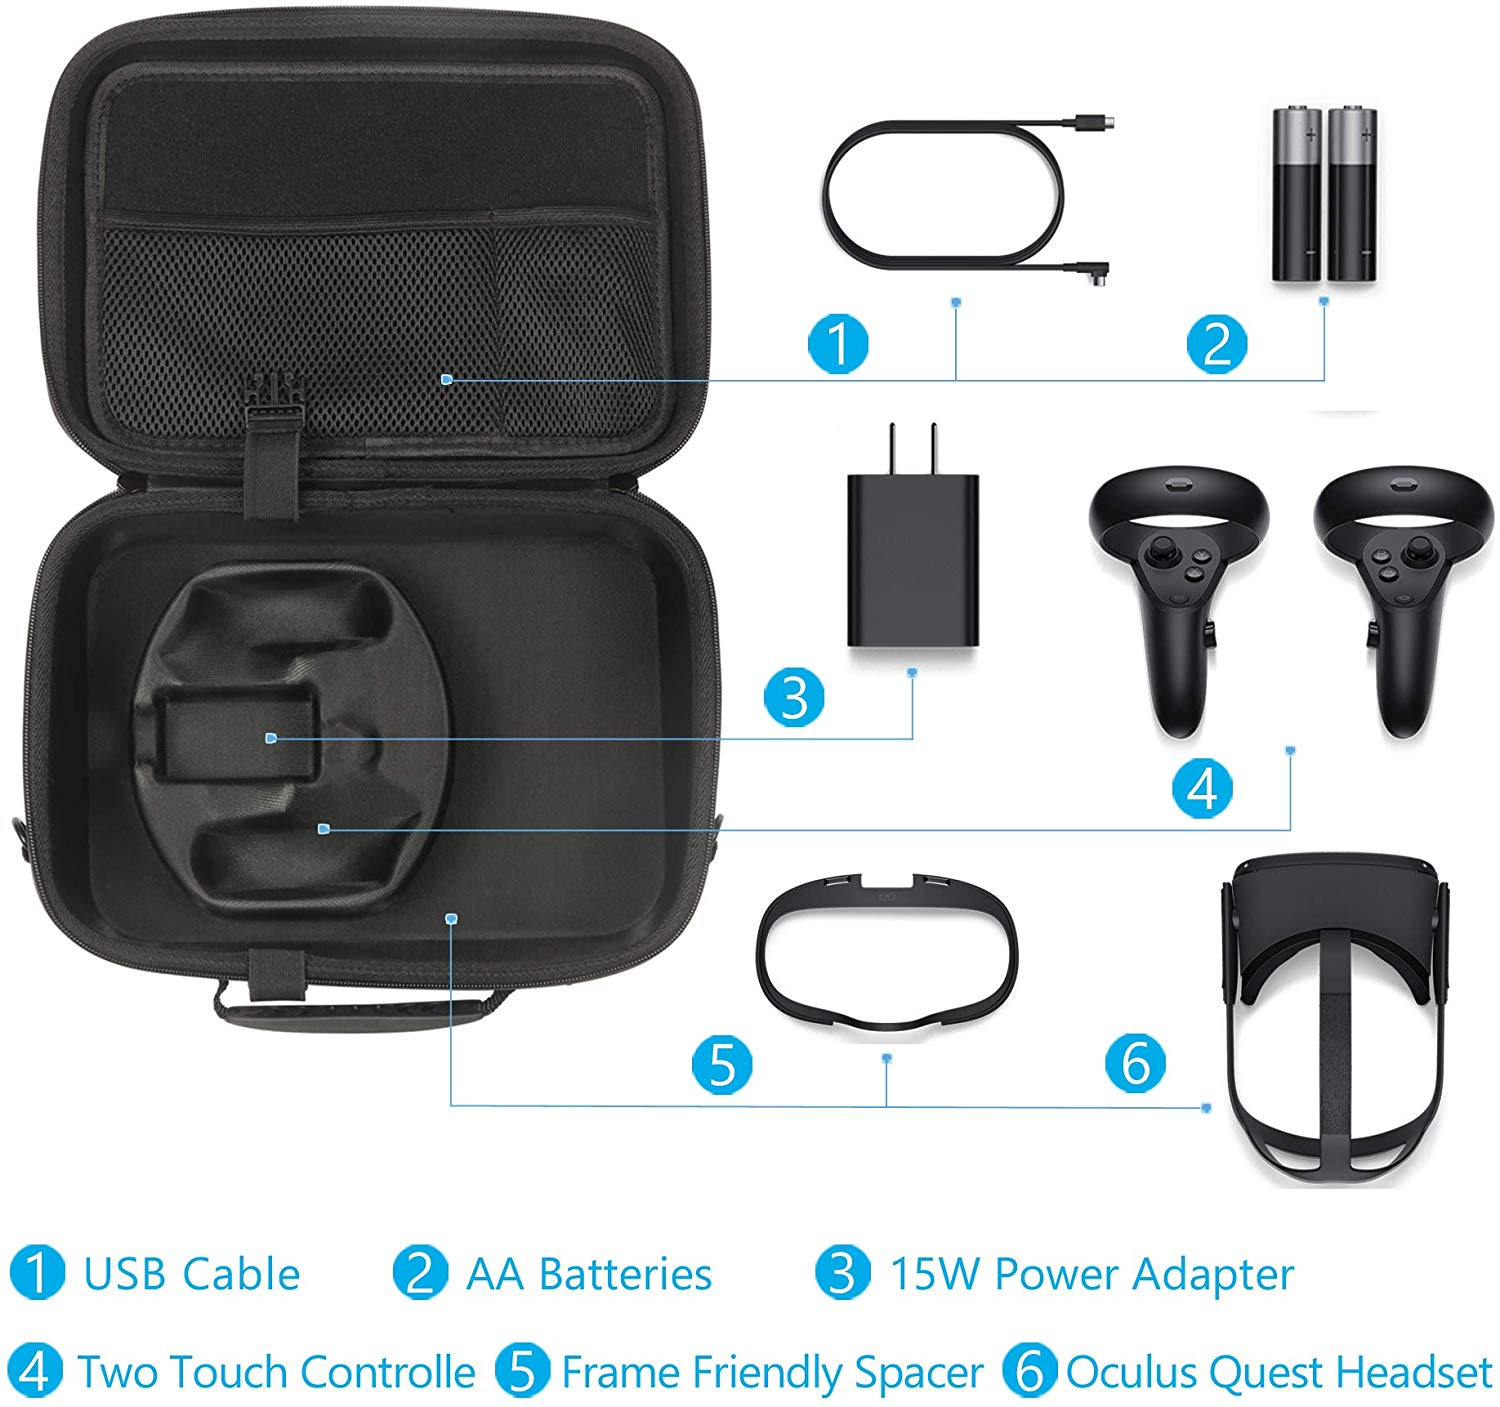 1
2
3
4
5
6
1 USB Cable
2 AA Batteries
3 15W Power Adapter
4 Two Touch Controlle
5 Frame Friendly Spacer
6 Oculus Quest Headset